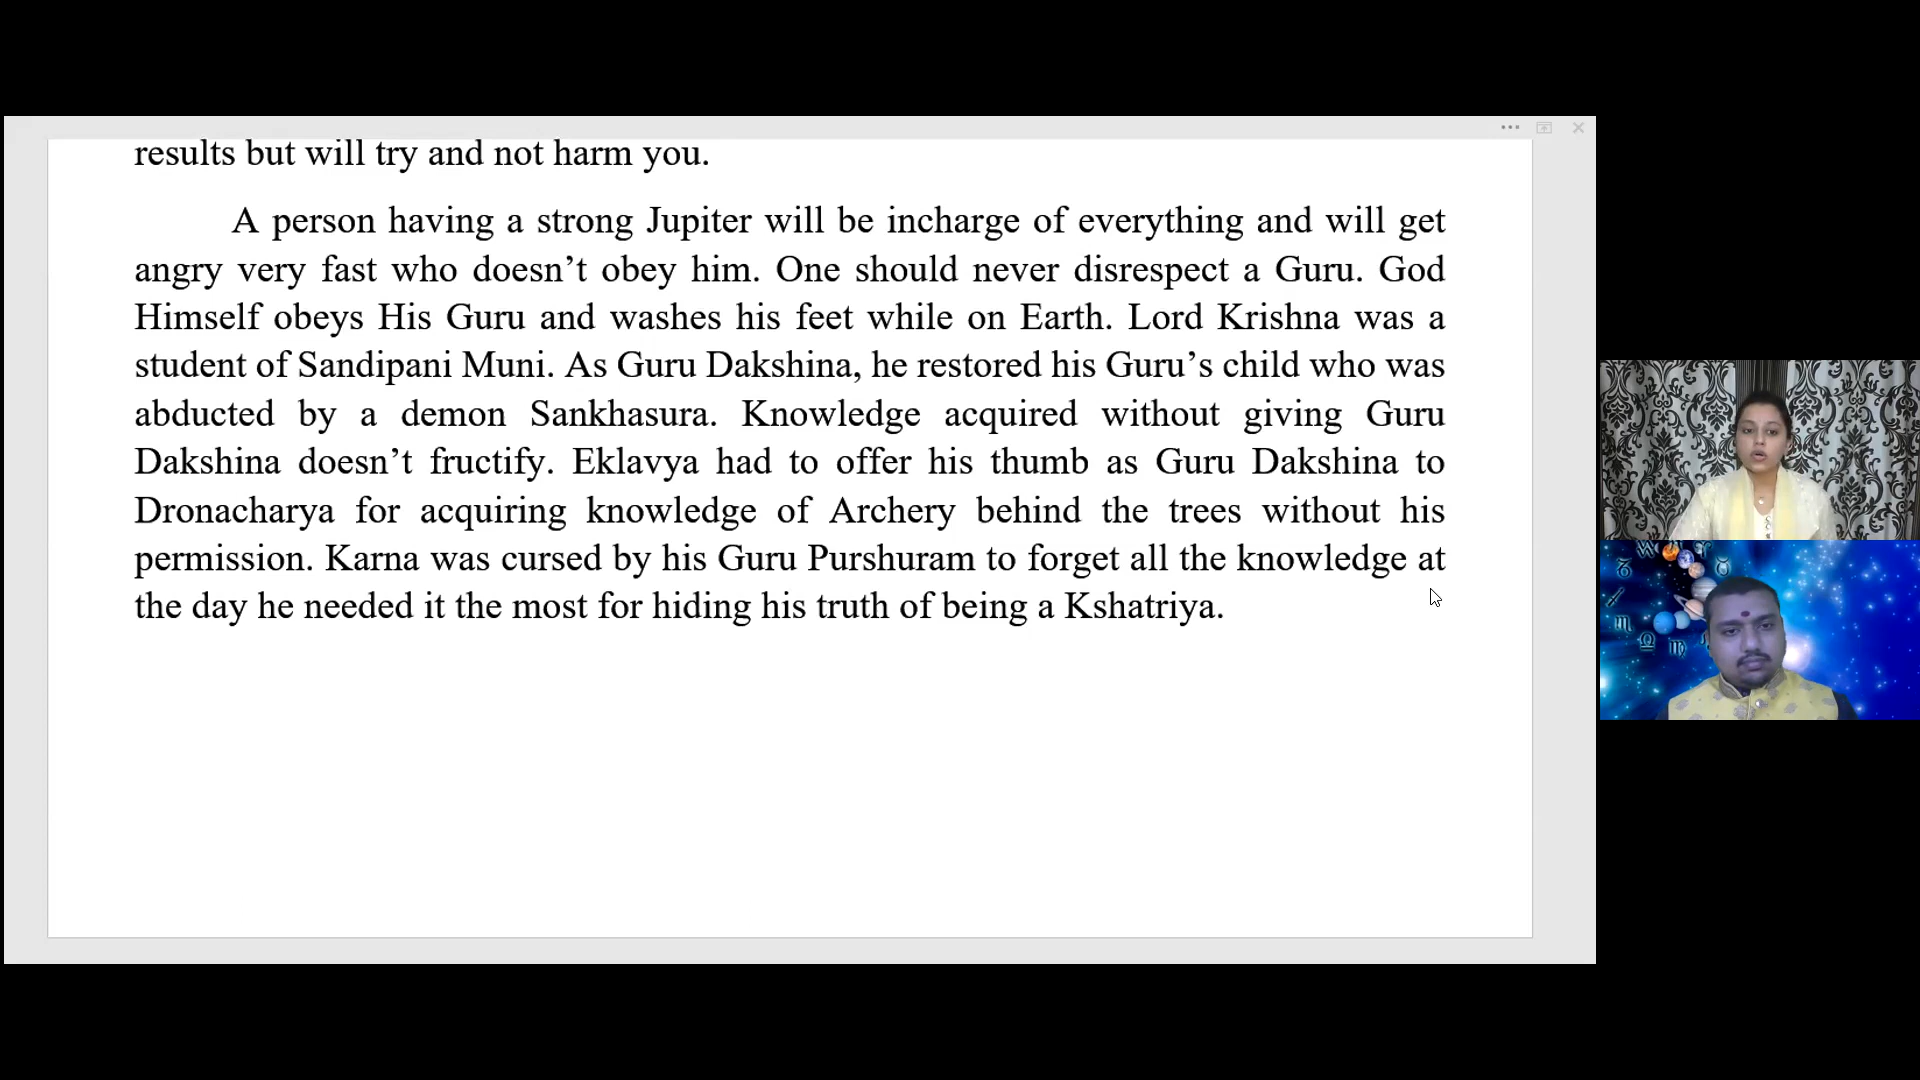 results but will try and not harm you.
A person having a strong Jupiter will be incharge of everything and will get
angry very fast who doesn’t obey him. One should never disrespect a Guru. God
Himself obeys His Guru and washes his feet while on Earth. Lord Krishna was a
student of Sandipani Muni. As Guru Dakshina, he restored his Guru’s child who was
abducted by a demon Sankhasura. Knowledge acquired without giving Guru
Dakshina doesn’t fructify. Eklavya had to offer his thumb as Guru Dakshina to
Dronacharya for acquiring knowledge of Archery behind the trees without his
permission. Karna was cursed by his Guru Purshuram to forget all the knowledge at
the day he needed it the most for hiding his truth of being a Kshatriya.